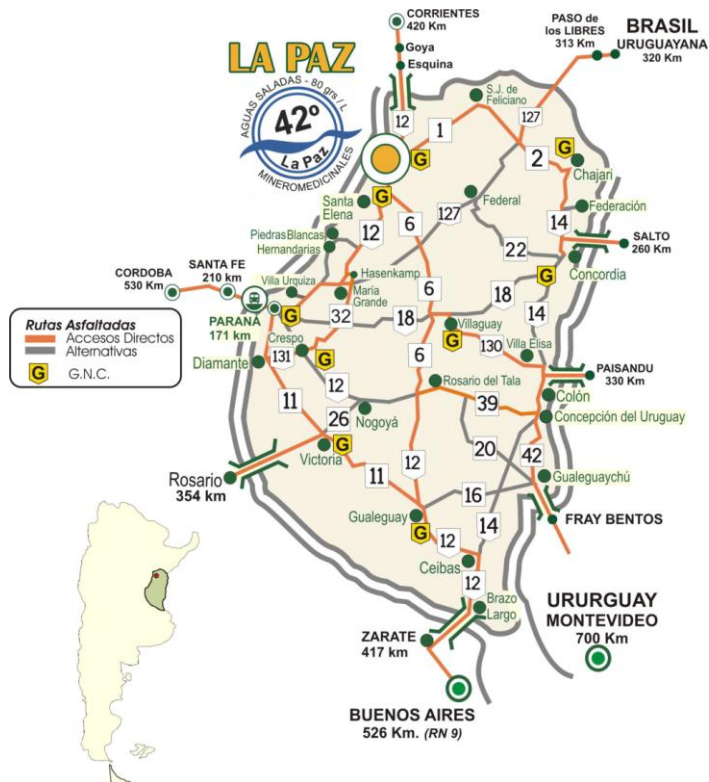 CORRIENTES
420 Km
Goya
Esquina
PASO de
los LIBRES
313 Km
BRASIL
URUGUAYANA
320 Km
LA PAZ
AGUAS SALADAS - 80 grs / L
42º
La Paz
MINEROMEDICINALES
S.J. de
Feliciano
12
1
127
2
G
G
Chajari
G
Santa
Elena
Federal
127
Federación
6
12
14
22
SALTO
260 Km
Piedras Blancas
Hernandarias
Concordia
G
Hasenkamp
Villa Urquiza
María
Grande
6
18
14
CORDOBA
530 Km
SANTA FE
210 km
PARANÁ
171 km
G
32
18
Villaguay
G
130
Villa Elisa
Rutas Asfaltadas
Accesos Directos
Alternativas
G
G.N.C.
Crespo
131
G
6
Diamante
PAISANDU
330 Km
12
Rosario del Tala
39
Colón
11
26
Nogoyá
Concepción del Uruguay
20
Victoria
G
42
12
11
Rosario
354 km
16
Gualeguaychú
Gualeguay
G
14
FRAY BENTOS
12
Ceibas
12
Brazo
Largo
ZARATE
417 km
URURGUAY
MONTEVIDEO
700 Km
BUENOS AIRES
526 Km. (RN 9)